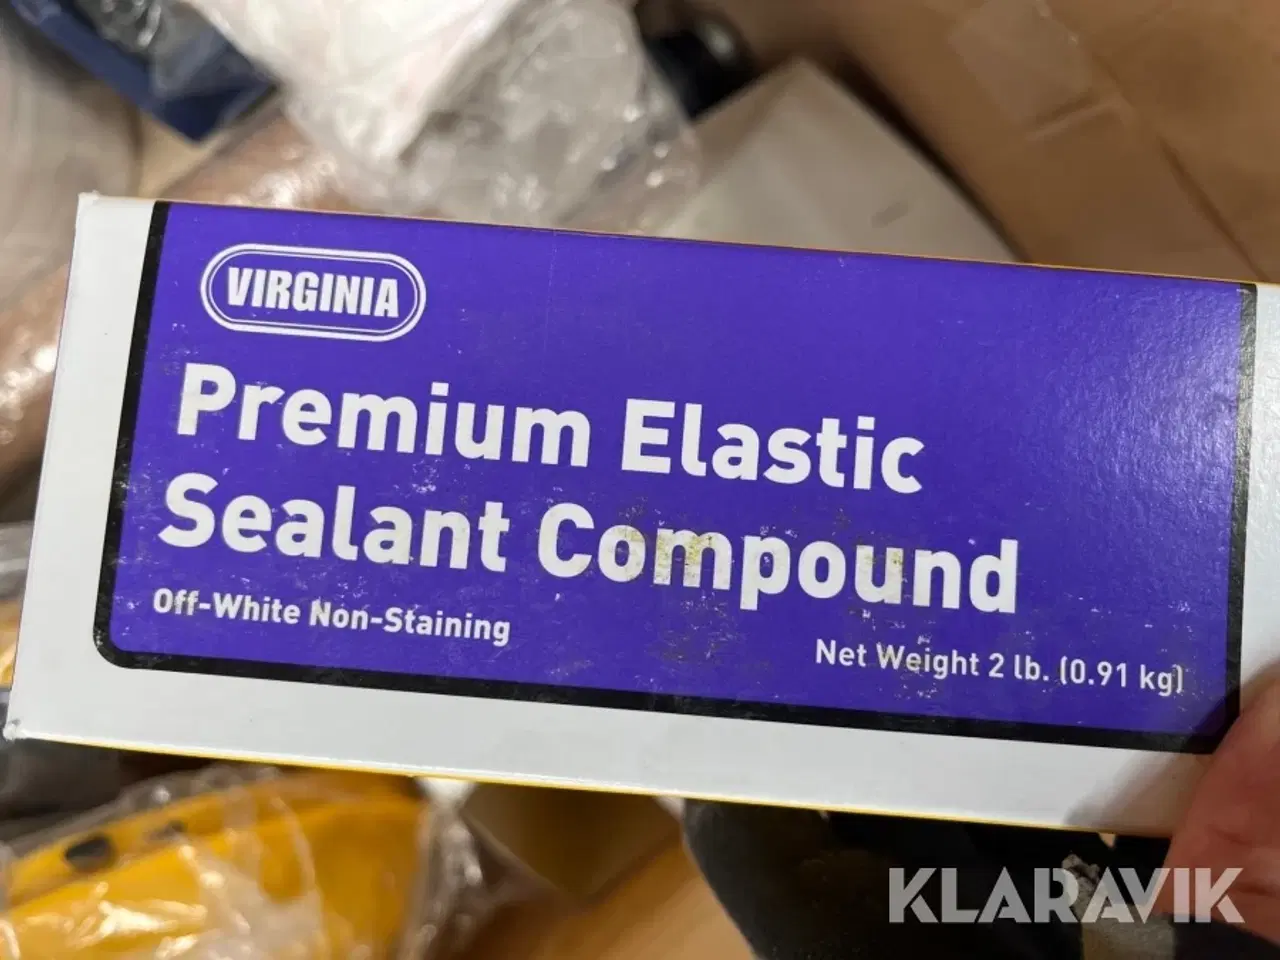 VIRGINIA
Premium Elastic
Sealant Compound
Off-White Non-Staining
Net Weight 2 lb. (0.91 kg)
KLARAVIK